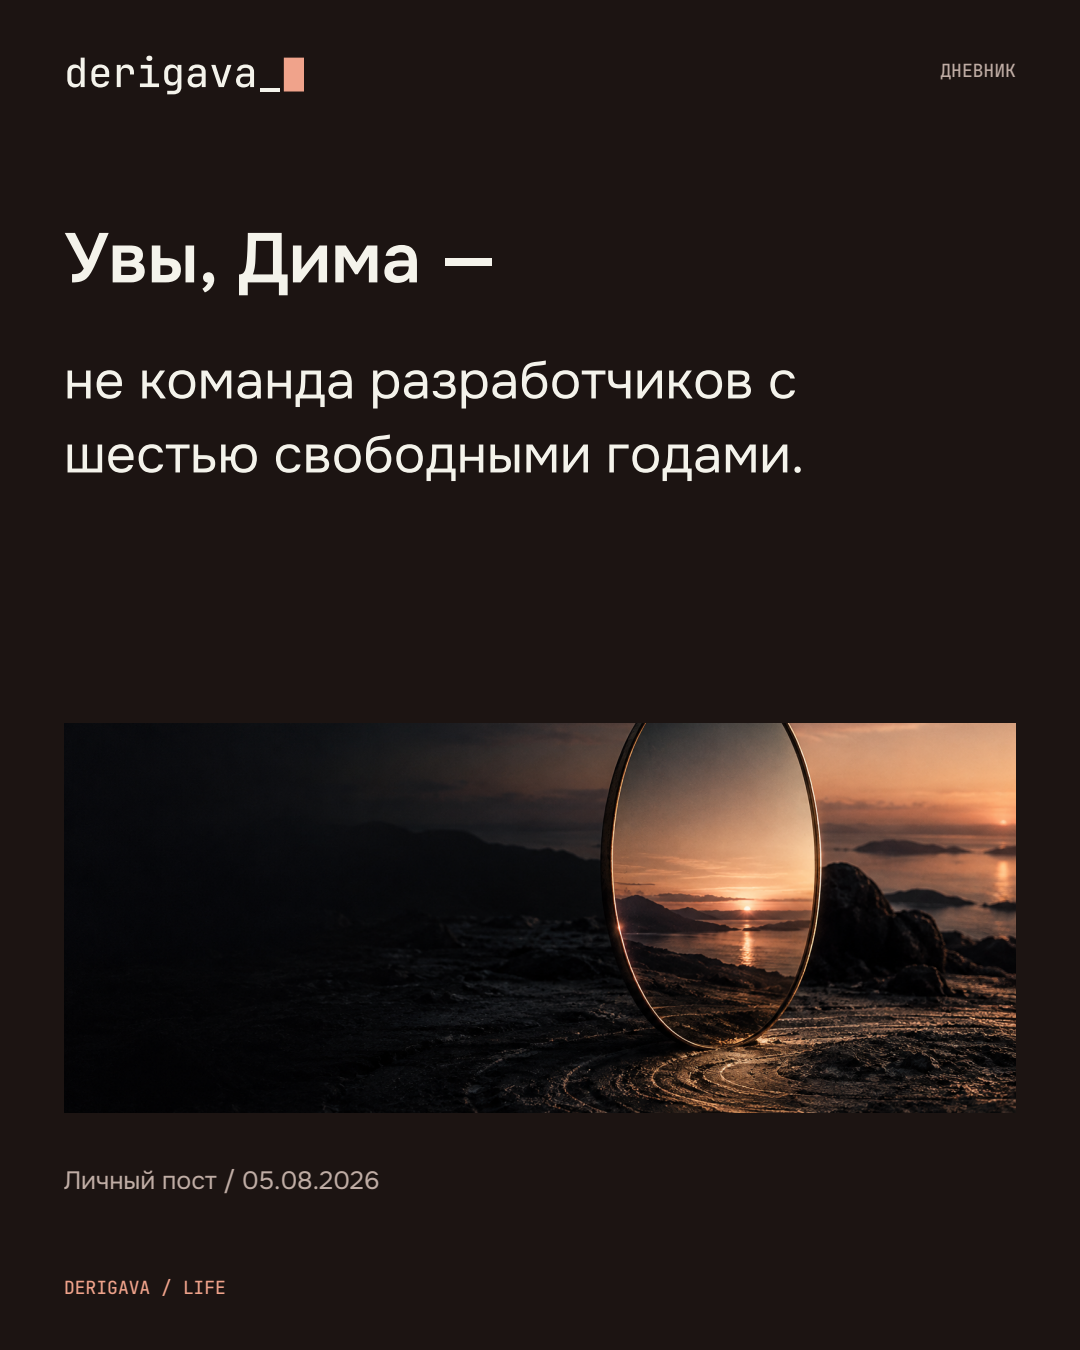 derigava_
ДНЕВНИК
Увы, Дима —
не команда разработчиков с
шестью свободными годами.
Личный пост / 05.08.2026
DERIGAVA / LIFE